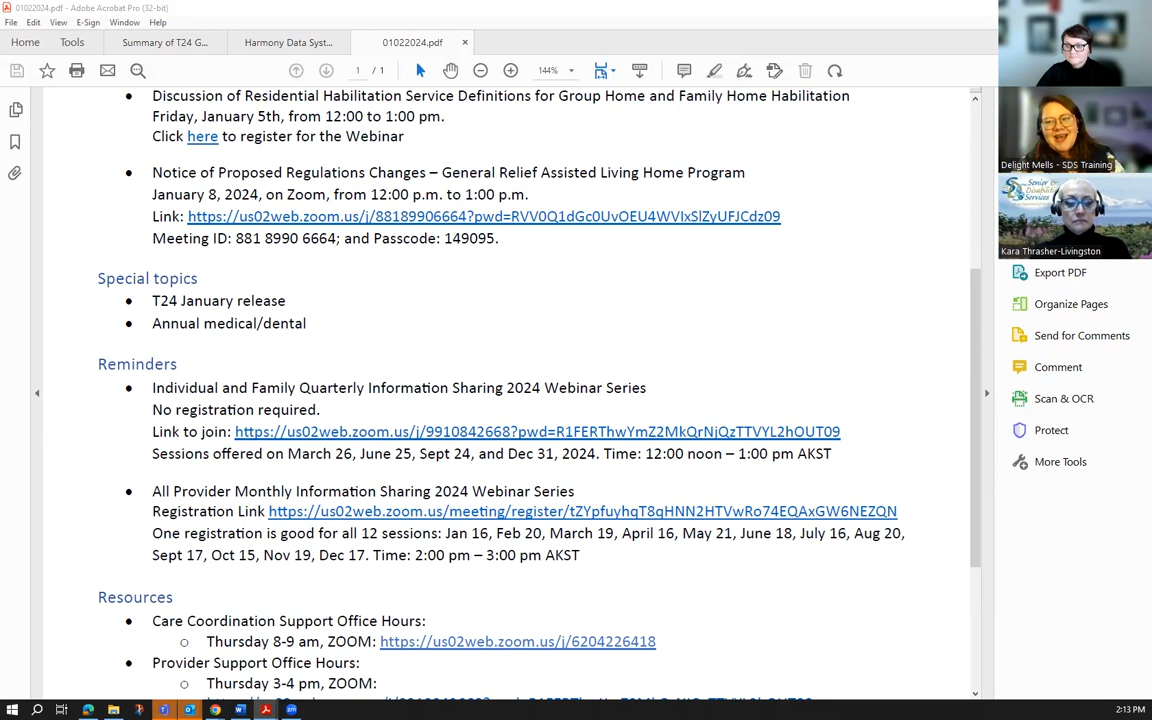 01022024.pdf - Adobe Acrobat Pro (32-bit)
File Edit View E-Sign Window Help
Home Tools Summary of T24 G... Harmony Data Syst... 01022024.pdf ×
1 / 1 144%
Discussion of Residential Habilitation Service Definitions for Group Home and Family Home Habilitation
Friday, January 5th, from 12:00 to 1:00 pm.
Click here to register for the Webinar
Notice of Proposed Regulations Changes – General Relief Assisted Living Home Program
January 8, 2024, on Zoom, from 12:00 p.m. to 1:00 p.m.
Link: https://us02web.zoom.us/j/88189906664?pwd=RVV0Q1dGc0UvOEU4WVIxSlZyUFJCdz09
Meeting ID: 881 8990 6664; and Passcode: 149095.
Special topics
T24 January release
Annual medical/dental
Reminders
Individual and Family Quarterly Information Sharing 2024 Webinar Series
No registration required.
Link to join: https://us02web.zoom.us/j/9910842668?pwd=R1FERThwYmZ2MkQrNjQzTTVYL2hOUT09
Sessions offered on March 26, June 25, Sept 24, and Dec 31, 2024. Time: 12:00 noon – 1:00 pm AKST
All Provider Monthly Information Sharing 2024 Webinar Series
Registration Link https://us02web.zoom.us/meeting/register/tZYpfuyhqT8qHNN2HTVwRo74EQAxGW6NEZQN
One registration is good for all 12 sessions: Jan 16, Feb 20, March 19, April 16, May 21, June 18, July 16, Aug 20,
Sept 17, Oct 15, Nov 19, Dec 17. Time: 2:00 pm – 3:00 pm AKST
Resources
Care Coordination Support Office Hours:
Thursday 8-9 am, ZOOM: https://us02web.zoom.us/j/6204226418
Provider Support Office Hours:
Thursday 3-4 pm, ZOOM:
Delight Mells - SDS Training
Senior &
Disabilities
Services
Kara Thrasher-Livingston
Export PDF
Organize Pages
Send for Comments
Comment
Scan & OCR
Protect
More Tools
2:13 PM